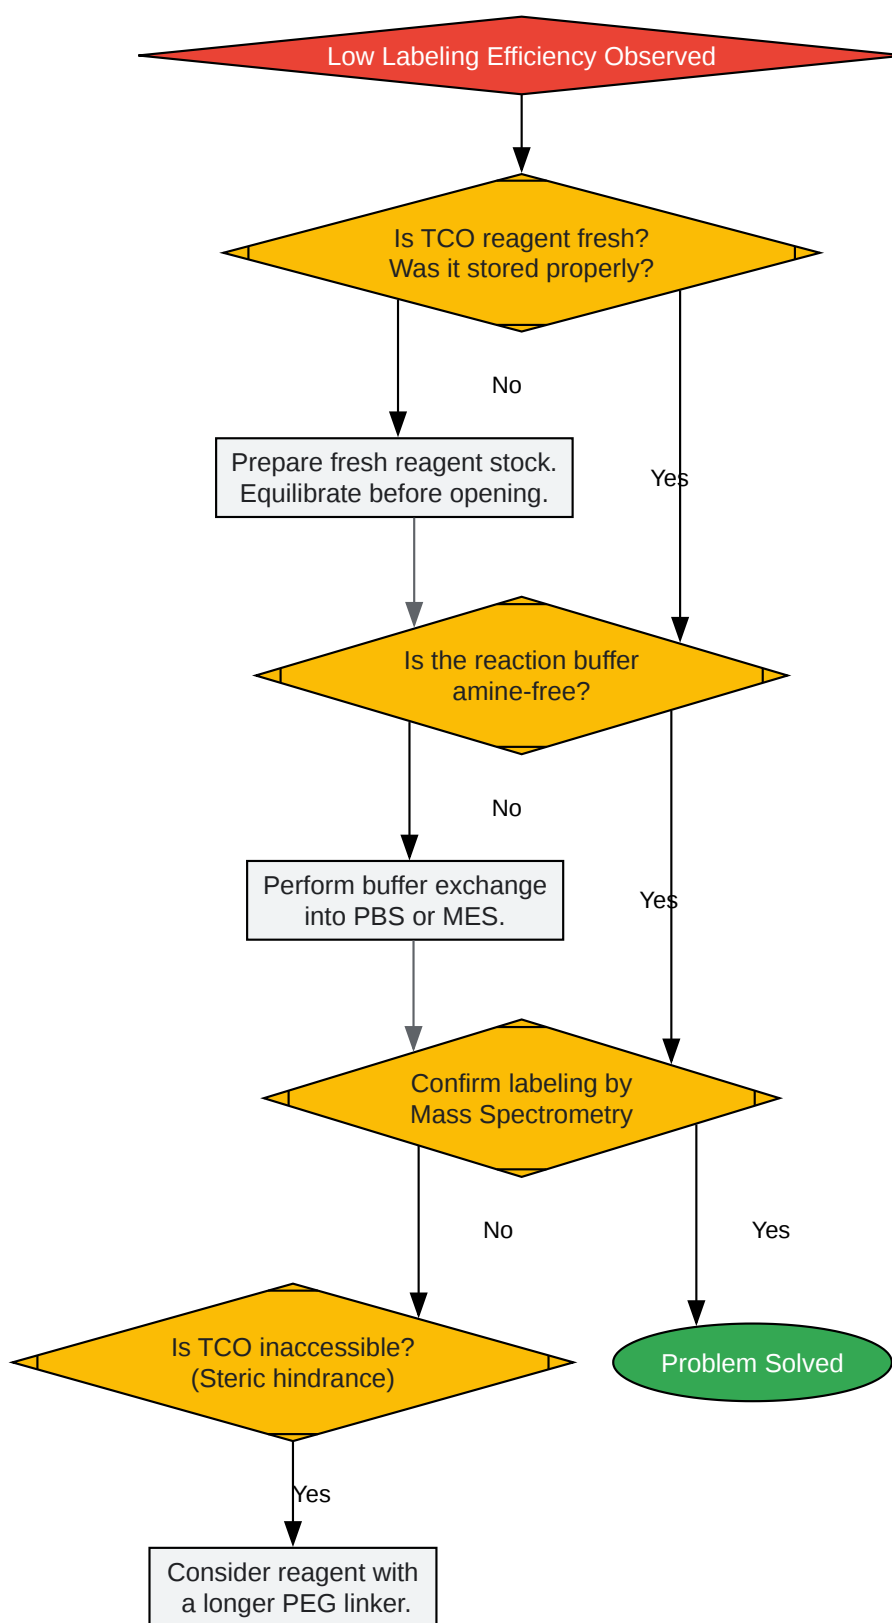 Low Labeling Efficiency Observed
Is TCO reagent fresh?
Was it stored properly?
No
Prepare fresh reagent stock.
Equilibrate before opening.
Yes
Is the reaction buffer
amine-free?
No
Perform buffer exchange
into PBS or MES.
Yes
Confirm labeling by
Mass Spectrometry
No
Yes
Is TCO inaccessible?
(Steric hindrance)
Problem Solved
Yes
Consider reagent with
a longer PEG linker.